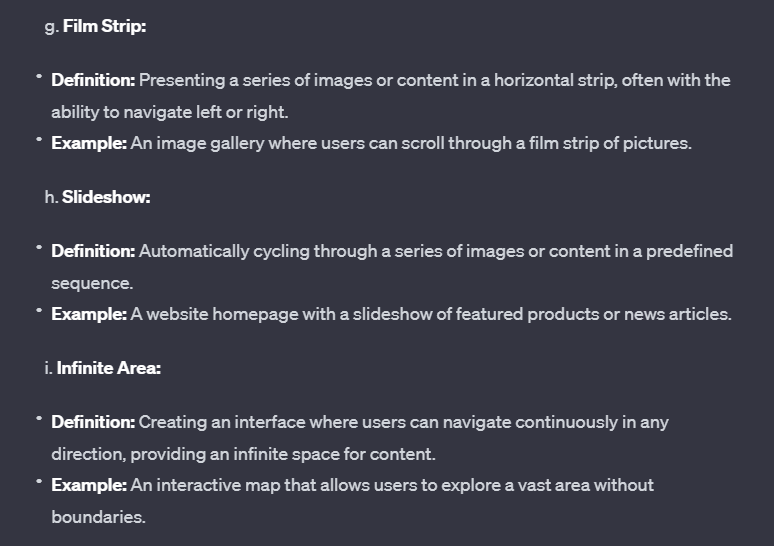 g. Film Strip:
• Definition: Presenting a series of images or content in a horizontal strip, often with the
ability to navigate left or right.
• Example: An image gallery where users can scroll through a film strip of pictures.
h. Slideshow:
• Definition: Automatically cycling through a series of images or content in a predefined
sequence.
• Example: A website homepage with a slideshow of featured products or news articles.
i. Infinite Area:
• Definition: Creating an interface where users can navigate continuously in any
direction, providing an infinite space for content.
• Example: An interactive map that allows users to explore a vast area without
boundaries.